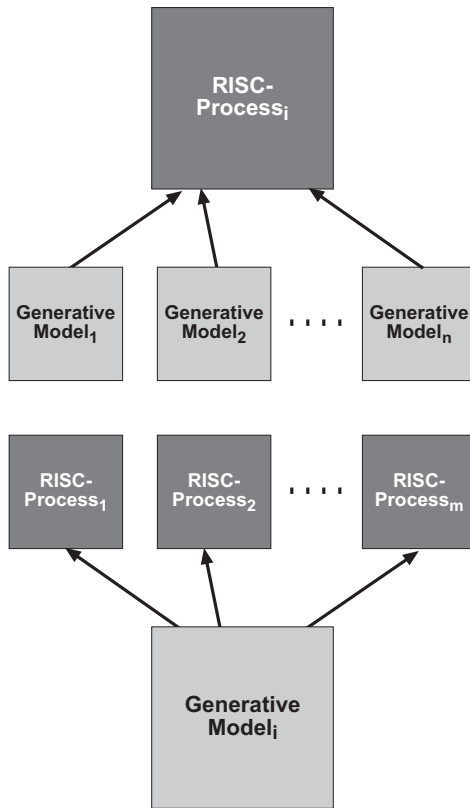 RISC-
Processᵢ
Generative
Model₁
Generative
Model₂
. . . .
Generative
Modelₙ
RISC-
Process₁
RISC-
Process₂
. . . .
RISC-
Processₘ
Generative
Modelᵢ